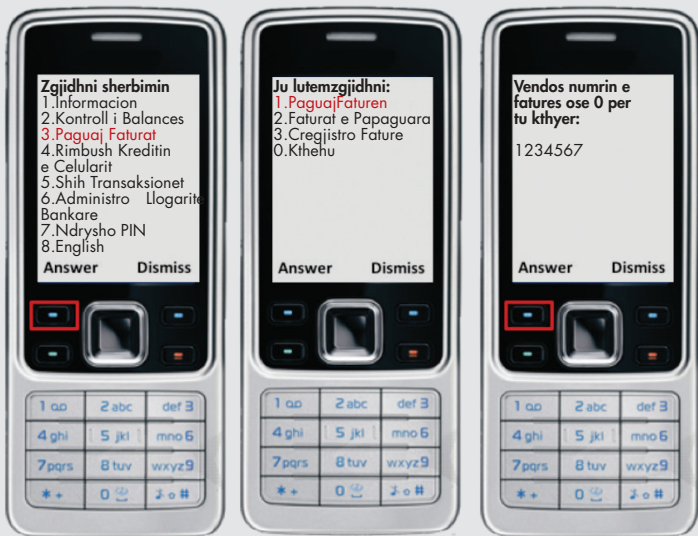 Zgjidhni sherbimin
1.Informacion
2.Kontroll i Balances
3.Paguaj Faturat
4.Rimbush Kreditin
e Celularit
5.Shih Transaksionet
6.Administro Llogarite
Bankare
7.Ndrysho PIN
8.English
Answer Dismiss
1
2 abc
def 3
4 ghi
5 jkl
mno 6
7pqrs
8 tuv
wxyz9
* +
0
#
Ju lutemzgjidhni:
1.PaguajFaturen
2.Faturat e Papaguara
3.Cregjistro Fature
0.Kthehu
Answer Dismiss
1
2 abc
def 3
4 ghi
5 jkl
mno 6
7pqrs
8 tuv
wxyz9
* +
0
#
Vendos numrin e
fatures ose 0 per
tu kthyer:
1234567
Answer Dismiss
1
2 abc
def 3
4 ghi
5 jkl
mno 6
7pqrs
8 tuv
wxyz9
* +
0
#